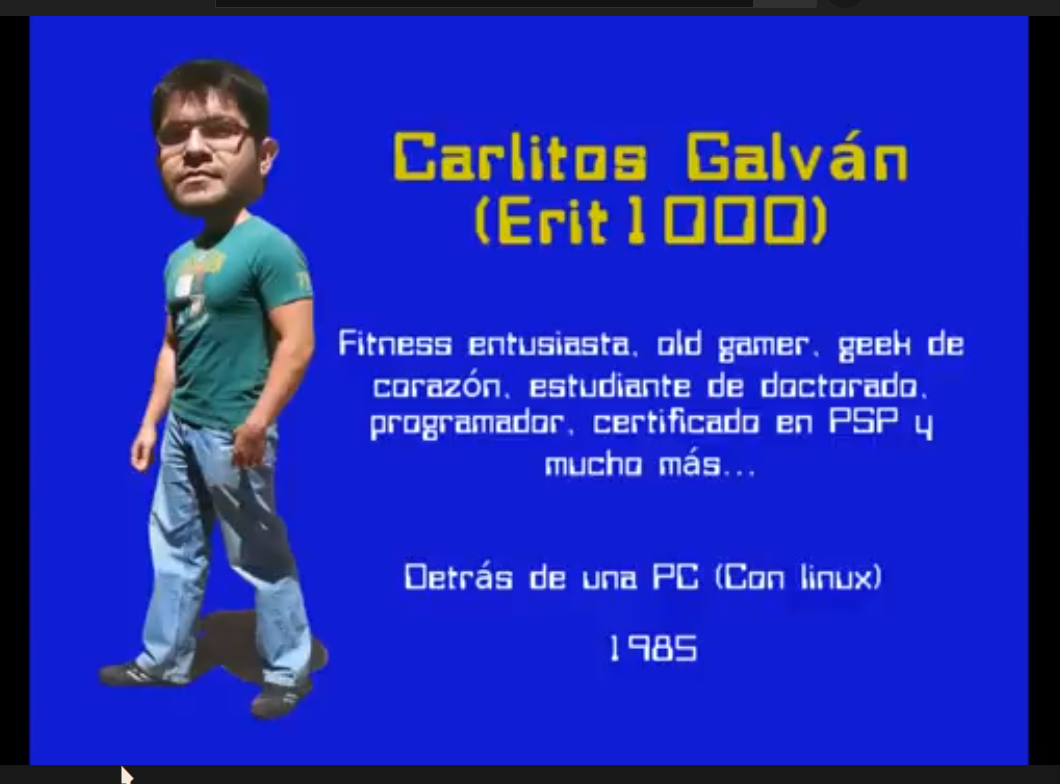 Carlitos Galván
(Erit1000)
Fitness entusiasta, old gamer, geek de
corazón, estudiante de doctorado,
programador, certificado en PSP y
mucho más...
Detrás de una PC (Con linux)
1985